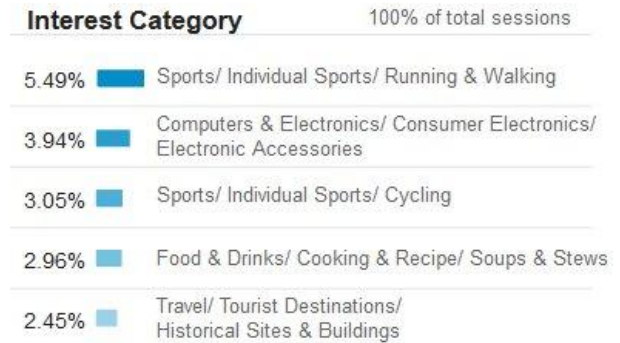 Interest Category 100% of total sessions
5.49% Sports/ Individual Sports/ Running & Walking
3.94% Computers & Electronics/ Consumer Electronics/
Electronic Accessories
3.05% Sports/ Individual Sports/ Cycling
2.96% Food & Drinks/ Cooking & Recipe/ Soups & Stews
2.45% Travel/ Tourist Destinations/
Historical Sites & Buildings